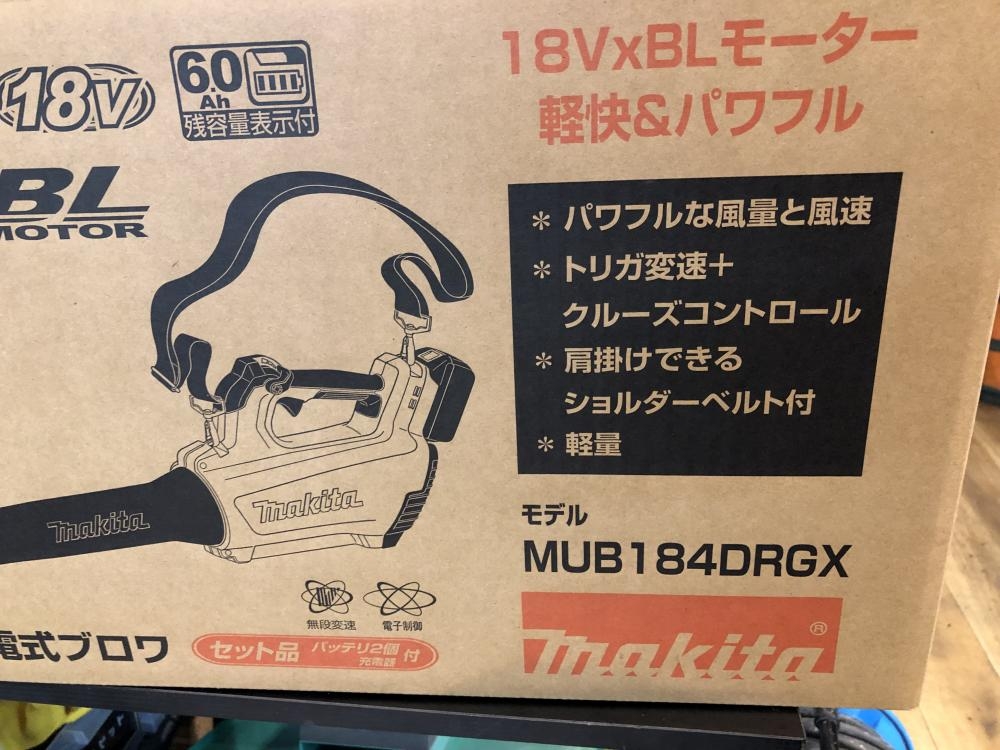 18V
6.0
Ah
残容量表示付
BL
MOTOR
18VxBLモーター
軽快&パワフル
* パワフルな風量と風速
* トリガ変速+
クルーズコントロール
* 肩掛けできる
ショルダーベルト付
* 軽量
makita
makita
モデル
MUB184DRGX
無段変速
電子制御
電式ブロワ
セット品 バッテリ2個 充電器 付
makita®